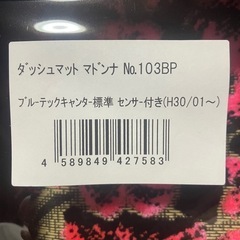 ﾀﾞｯｼｭﾏｯﾄ ﾏﾄﾞﾝﾅ No.103BP
ﾌﾞﾙｰﾃｯｸｷｬﾝﾀｰ標準 ｾﾝｻｰ付き(H30/01～)
4 589849 427583